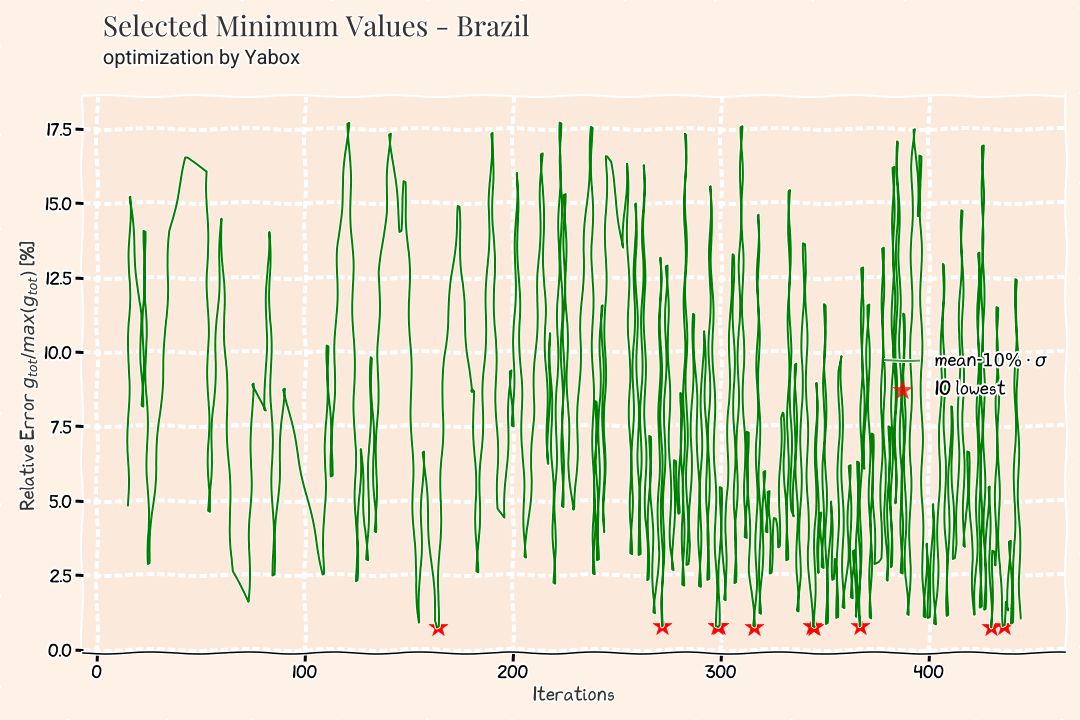 Selected Minimum Values - Brazil
optimization by Yabox
Relative Error g_tot/max(g_tot) [%]
17.5
15.0
12.5
10.0
7.5
5.0
2.5
0.0
mean-10% · σ
10 lowest
0 100 200 300 400
Iterations